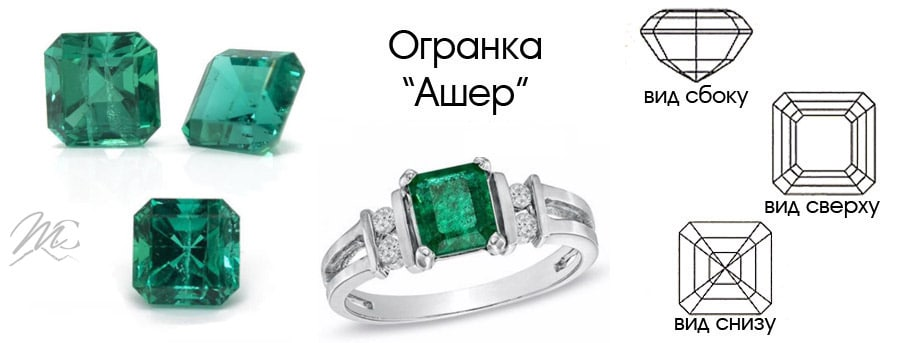 Огранка
“Ашер”
вид сбоку
вид сверху
вид снизу